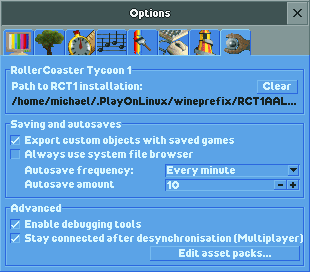 Options
RollerCoaster Tycoon 1
Path to RCT1 installation:
Clear
/home/michael/.PlayOnLinux/wineprefix/RCT1AAL...
Saving and autosaves
Export custom objects with saved games
Always use system file browser
Autosave frequency:
Every minute
Autosave amount
10
Advanced
Enable debugging tools
Stay connected after desynchronisation (Multiplayer)
Edit asset packs...